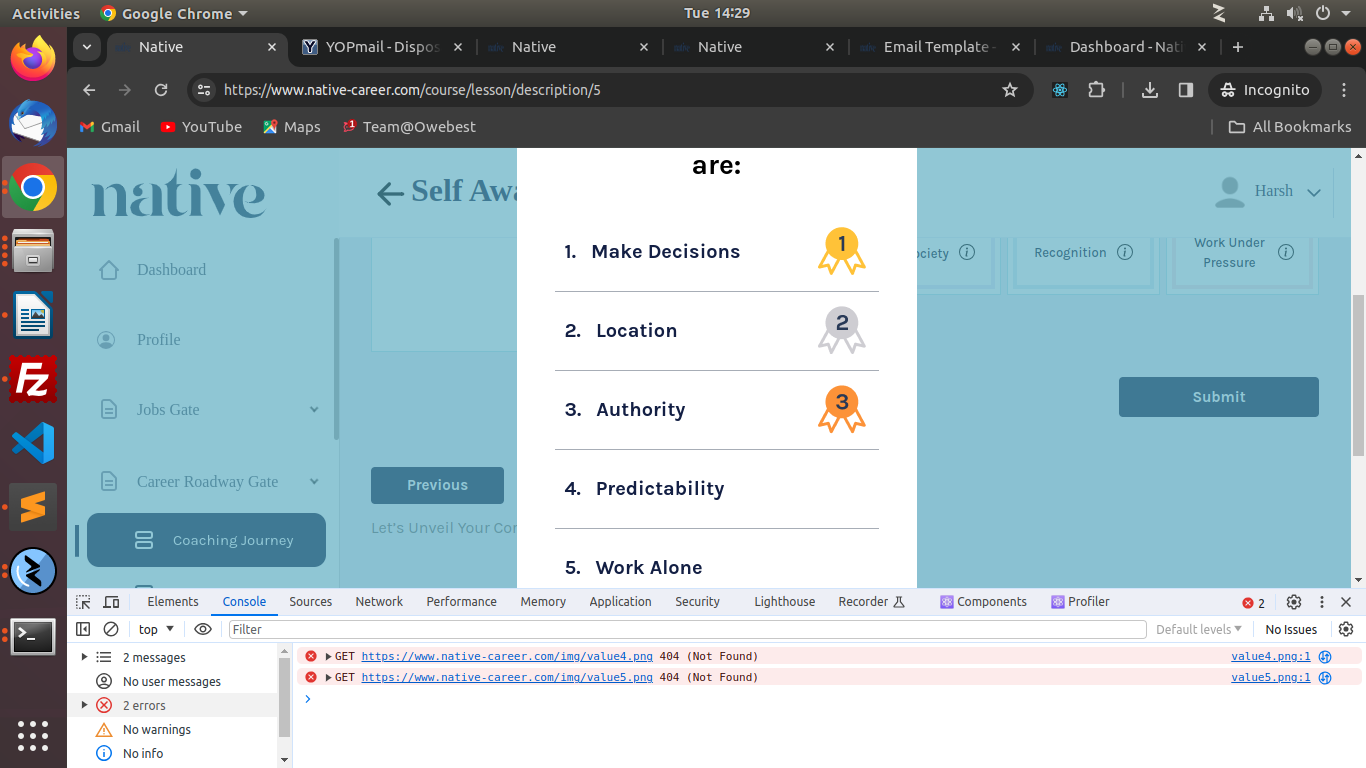 Activities Google Chrome Tue 14:29
Native YOPmail - Dispos Native Native Email Template - Dashboard - Nati
https://www.native-career.com/course/lesson/description/5 Incognito
Gmail YouTube Maps 1 Team@Owebest All Bookmarks
native
Self Awa
Harsh
Dashboard
Profile
Jobs Gate
Career Roadway Gate
Coaching Journey
are:
1. Make Decisions 1
2. Location 2
3. Authority 3
4. Predictability
5. Work Alone
ociety
Recognition
Work Under
Pressure
Submit
Previous
Let's Unveil Your Cor
Elements Console Sources Network Performance Memory Application Security Lighthouse Recorder Components Profiler 2
top Filter Default levels No Issues
2 messages
No user messages
2 errors
No warnings
No info
GET https://www.native-career.com/img/value4.png 404 (Not Found) value4.png:1
GET https://www.native-career.com/img/value5.png 404 (Not Found) value5.png:1